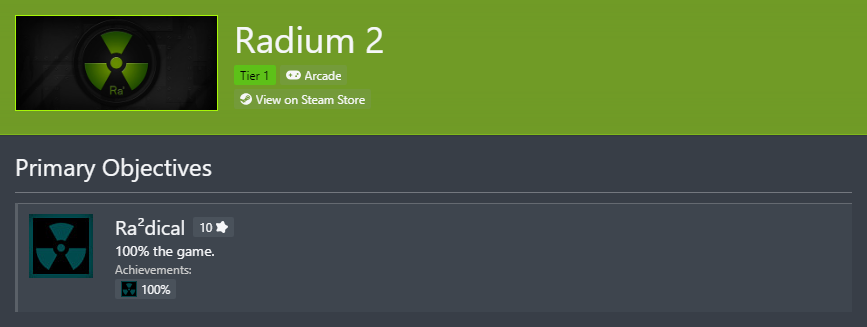 Ra²
Radium 2
Tier 1 Arcade
View on Steam Store
Primary Objectives
Ra²dical 10
100% the game.
Achievements:
100%